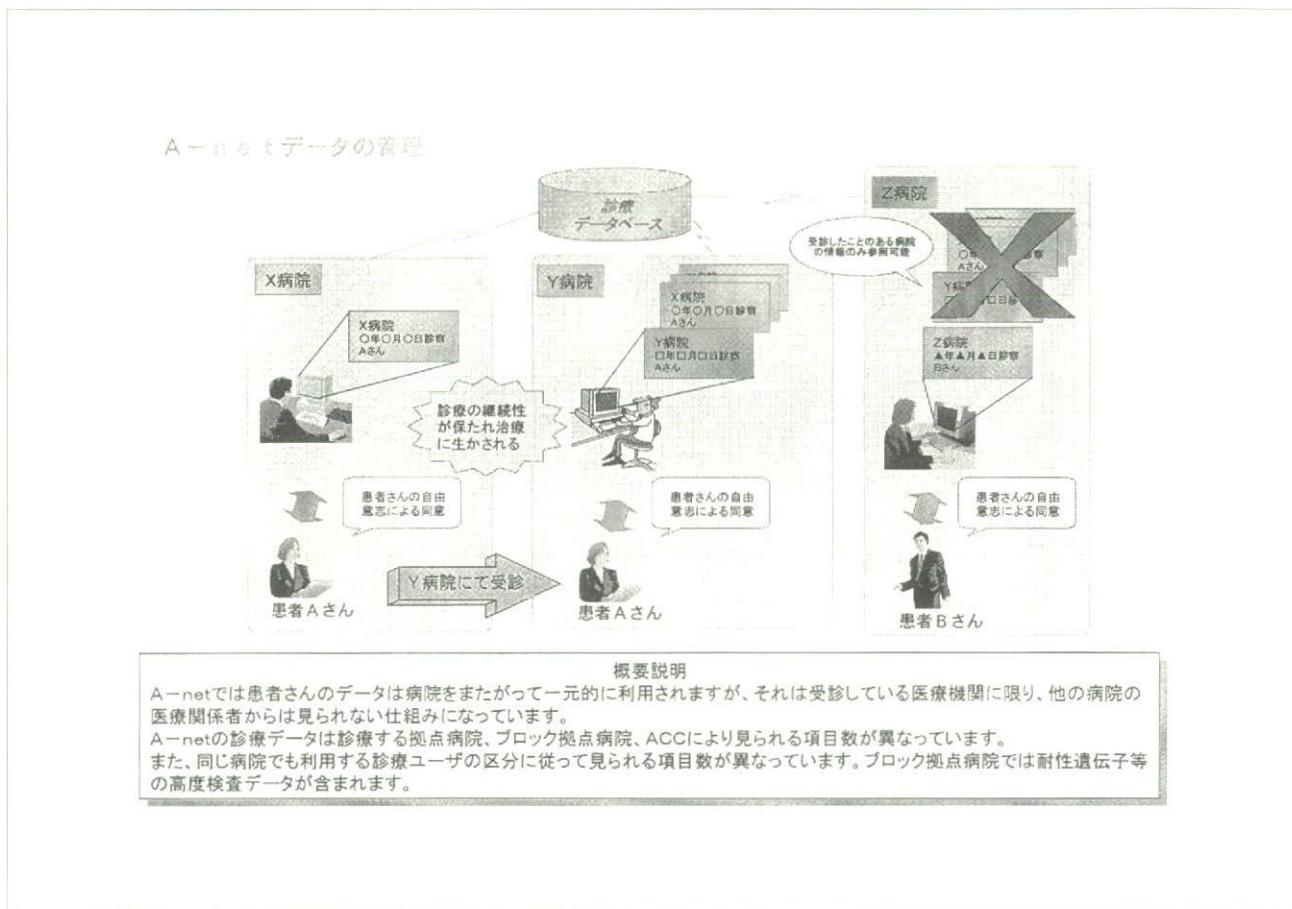 A－netデータの管理
診療
データベース
X病院
X病院
○年○月○日診察
Aさん
診療の継続性
が保たれ治療
に生かされる
患者さんの自由
意志による同意
患者Aさん
Y病院にて受診
Y病院
X病院
○年○月○日診察
Aさん
Y病院
□年□月□日診察
Aさん
患者さんの自由
意志による同意
患者Aさん
Z病院
受診したことのある病院
の情報のみ参照可能
Aさん
Z病院
▲年▲月▲日診察
Bさん
患者さんの自由
意志による同意
患者Bさん
概要説明
A－netでは患者さんのデータは病院をまたがって一元的に利用されますが、それは受診している医療機関に限り、他の病院の
医療関係者からは見られない仕組みになっています。
A－netの診療データは診療する拠点病院、ブロック拠点病院、ACCにより見られる項目数が異なっています。
また、同じ病院でも利用する診療ユーザの区分に従って見られる項目数が異なっています。ブロック拠点病院では耐性遺伝子等
の高度検査データが含まれます。